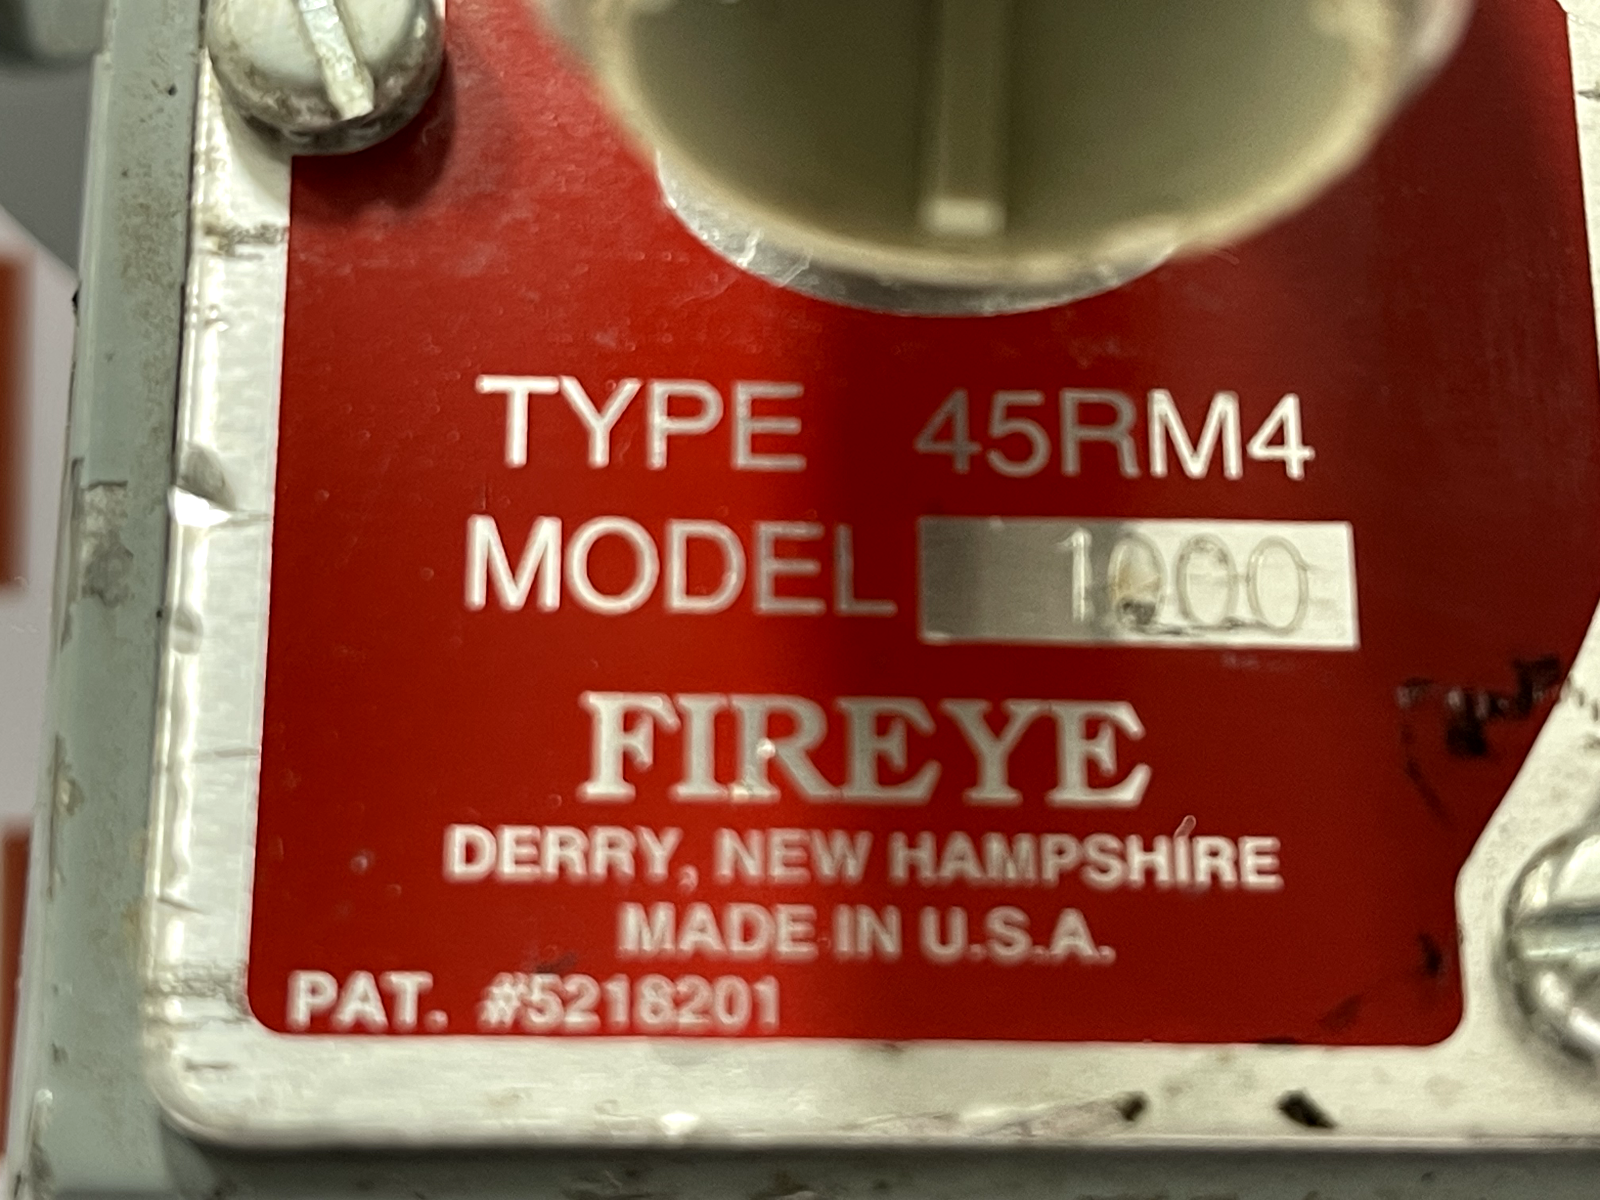 TYPE 45RM4
MODEL 1000
FIREYE
DERRY, NEW HAMPSHIRE
MADE IN U.S.A.
PAT. #5218201